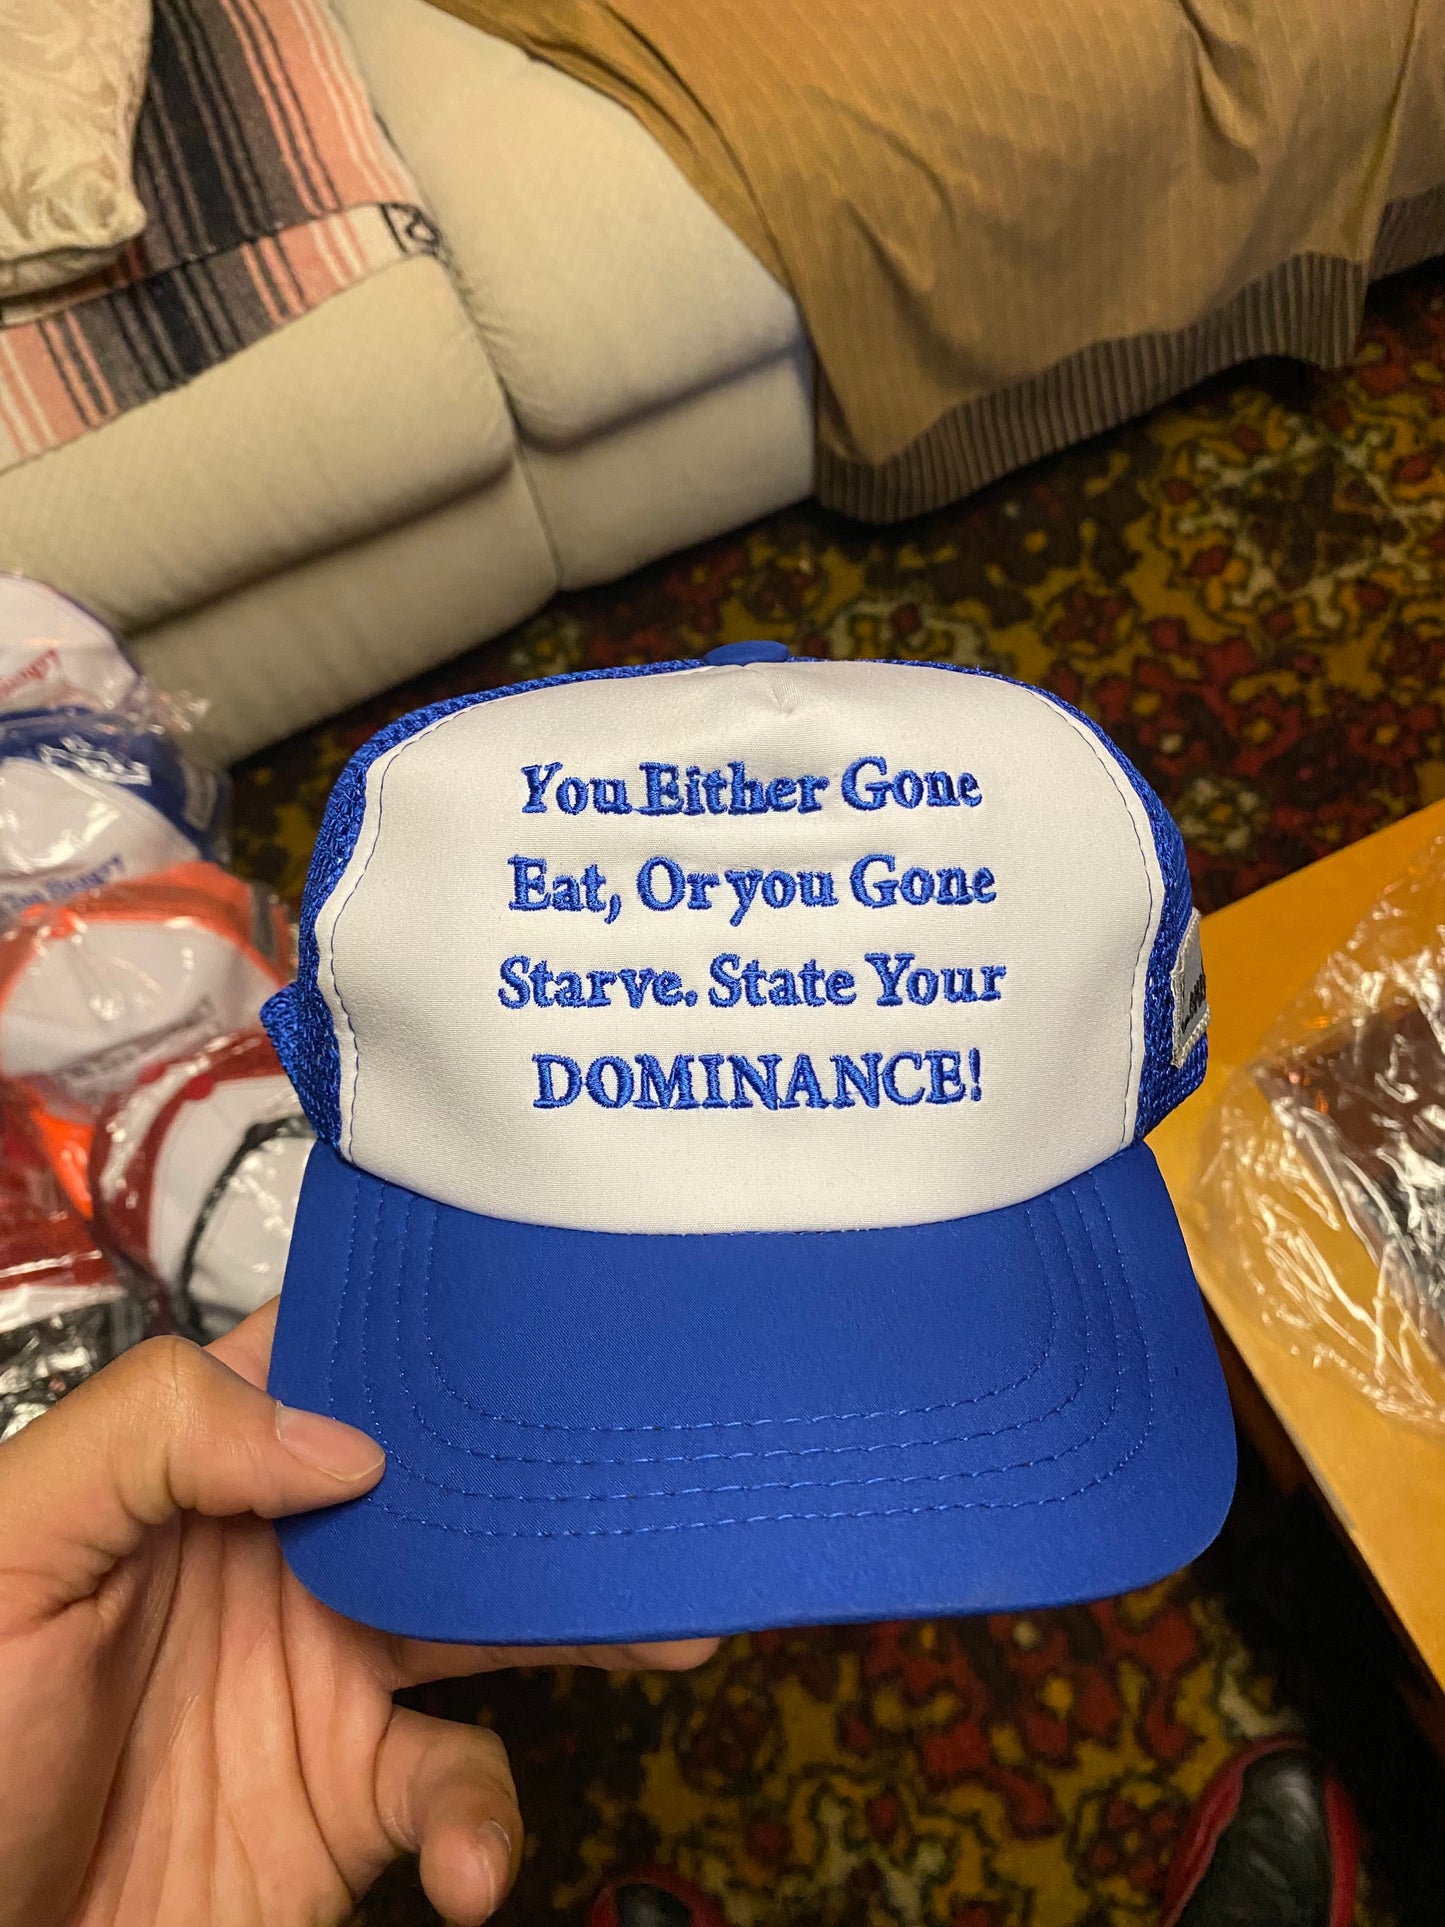 You Either Gone
Eat, Or you Gone
Starve. State Your
DOMINANCE!